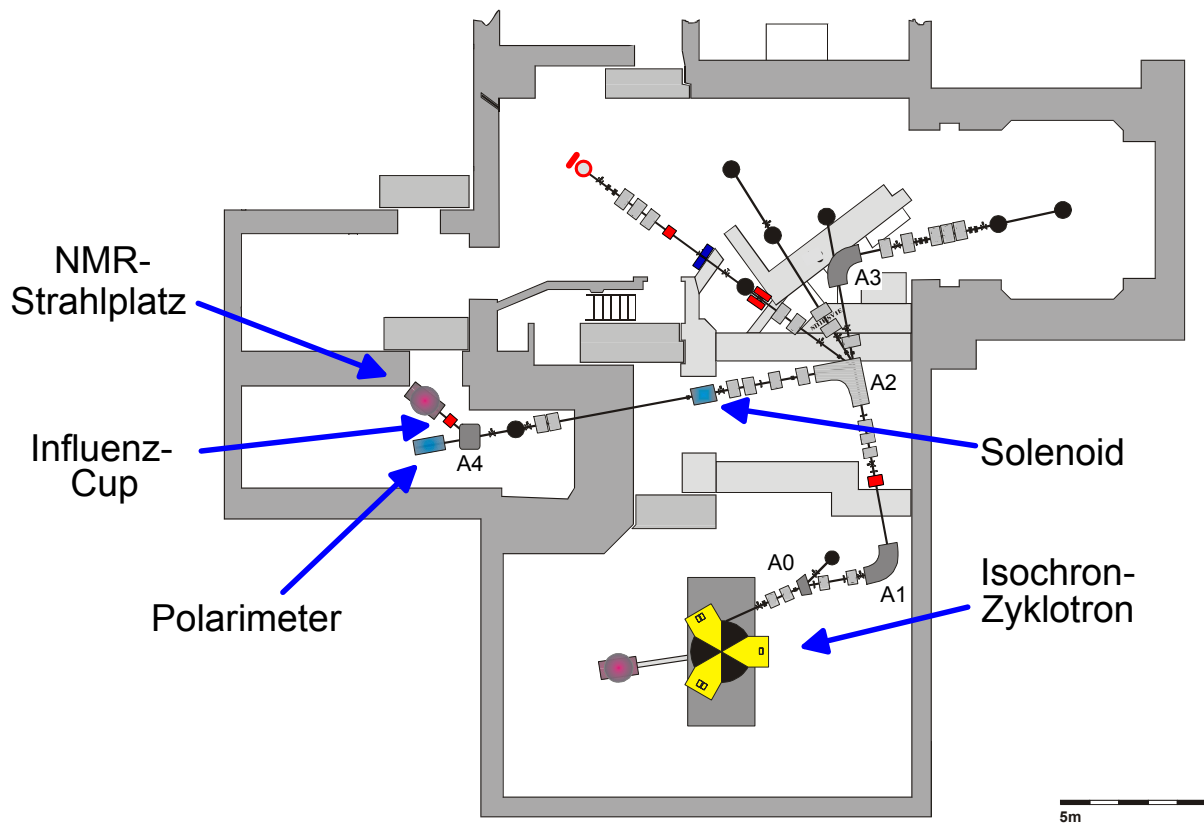 NMR-
Strahlplatz
A3
A2
Influenz-
Cup
A4
Solenoid
Polarimeter
A0
A1
Isochron-
Zyklotron
5m